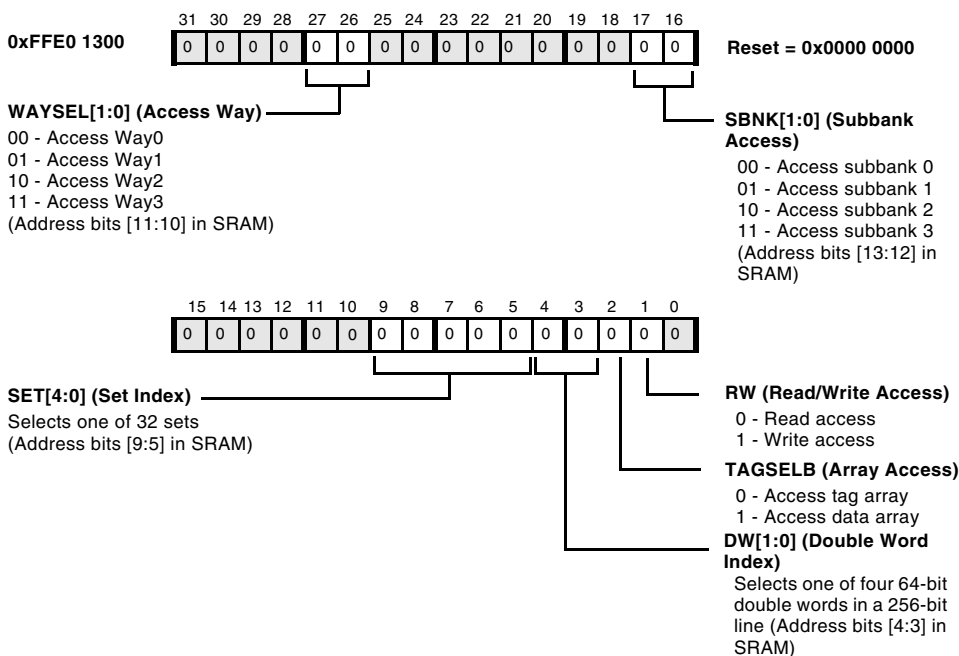 31 30 29 28 27 26 25 24 23 22 21 20 19 18 17 16
0xFFE0 1300
0 0 0 0 0 0 0 0 0 0 0 0 0 0 0 0
Reset = 0x0000 0000
WAYSEL[1:0] (Access Way)
00 - Access Way0
01 - Access Way1
10 - Access Way2
11 - Access Way3
(Address bits [11:10] in SRAM)
SBNK[1:0] (Subbank
Access)
00 - Access subbank 0
01 - Access subbank 1
10 - Access subbank 2
11 - Access subbank 3
(Address bits [13:12] in
SRAM)
15 14 13 12 11 10 9 8 7 6 5 4 3 2 1 0
0 0 0 0 0 0 0 0 0 0 0 0 0 0 0 0
SET[4:0] (Set Index)
Selects one of 32 sets
(Address bits [9:5] in SRAM)
RW (Read/Write Access)
0 - Read access
1 - Write access
TAGSELB (Array Access)
0 - Access tag array
1 - Access data array
DW[1:0] (Double Word
Index)
Selects one of four 64-bit
double words in a 256-bit
line (Address bits [4:3] in
SRAM)